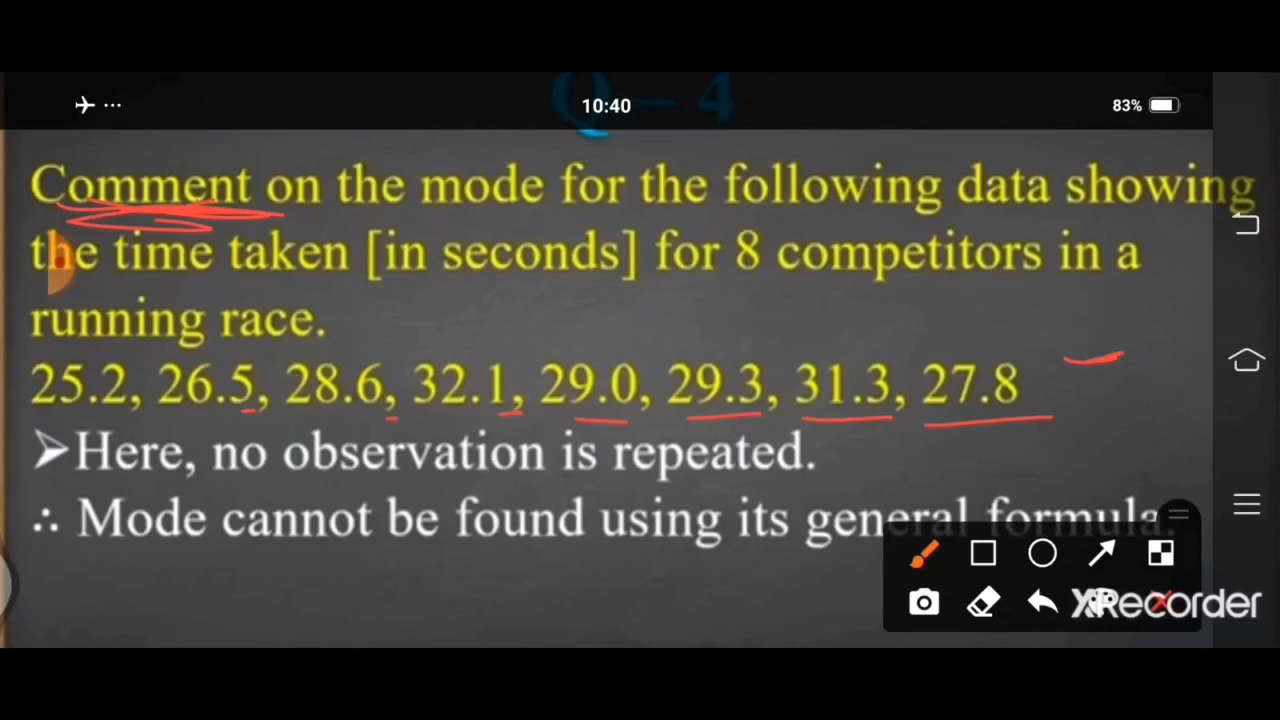 Q – 4
10:40
83%
Comment on the mode for the following data showing
the time taken [in seconds] for 8 competitors in a
running race.
25.2, 26.5, 28.6, 32.1, 29.0, 29.3, 31.3, 27.8
➢Here, no observation is repeated.
∴ Mode cannot be found using its general formula.
XRecorder